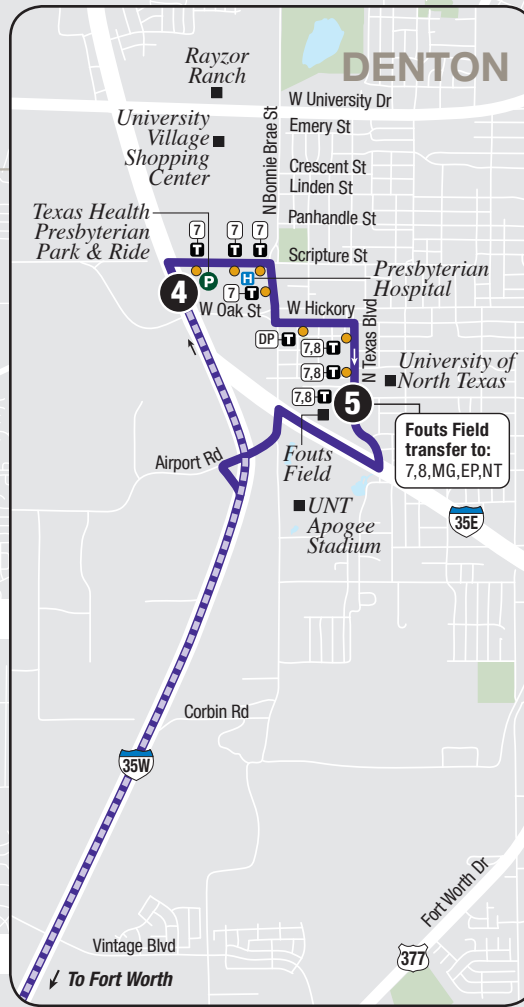 DENTON
Rayzor
Ranch
W University Dr
University
Village
Shopping
Center
Emery St
N Bonnie Brae St
Crescent St
Linden St
Panhandle St
Texas Health
Presbyterian
Park & Ride
7
T
7
T
7
T
Scripture St
P
H
Presbyterian
Hospital
4
7
T
W Oak St
W Hickory
N Texas Blvd
DP
T
7,8
T
7,8
T
University of
North Texas
7,8
T
5
Fouts Field
transfer to:
7,8,MG,EP,NT
Fouts
Field
Airport Rd
UNT
Apogee
Stadium
35E
Corbin Rd
35W
Fort Worth Dr
Vintage Blvd
377
To Fort Worth